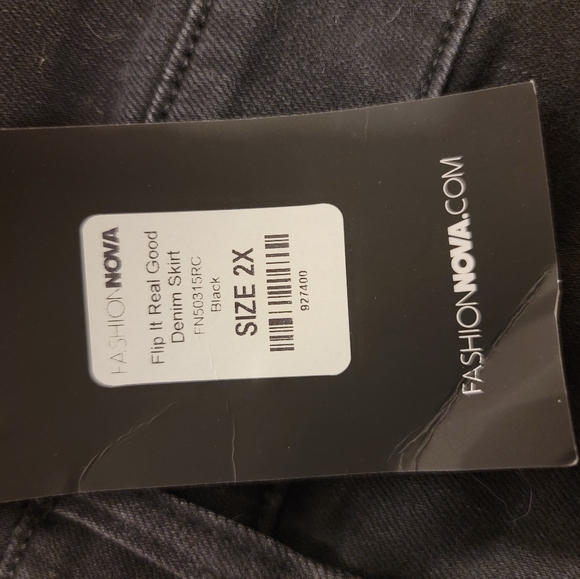 FASHIONNOVA
Flip It Real Good
Denim Skirt
FN50315RC
Black
SIZE 2X
927400
FASHIONNOVA.COM